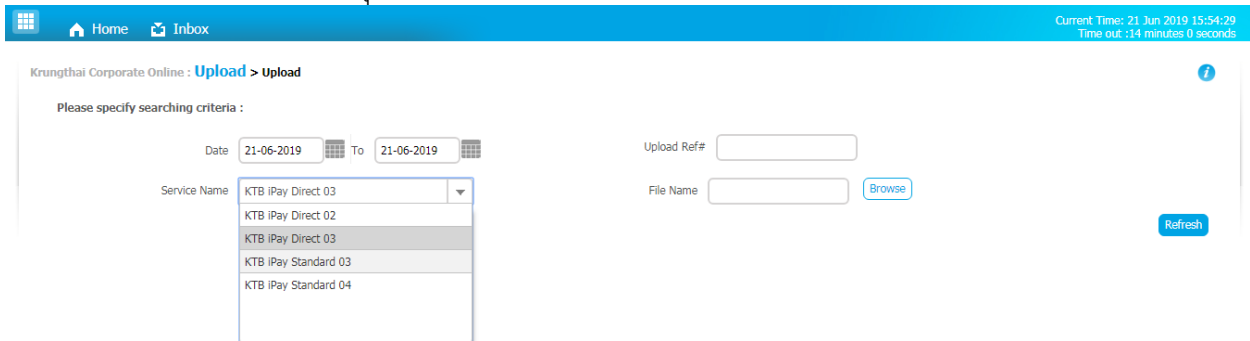 Home Inbox
Current Time: 21 Jun 2019 15:54:29
Time out :14 minutes 0 seconds
Krungthai Corporate Online : Upload > Upload
Please specify searching criteria :
Date 21-06-2019 To 21-06-2019 Upload Ref#
Service Name KTB iPay Direct 03 File Name Browse
KTB iPay Direct 02
KTB iPay Direct 03
Refresh
KTB iPay Standard 03
KTB iPay Standard 04